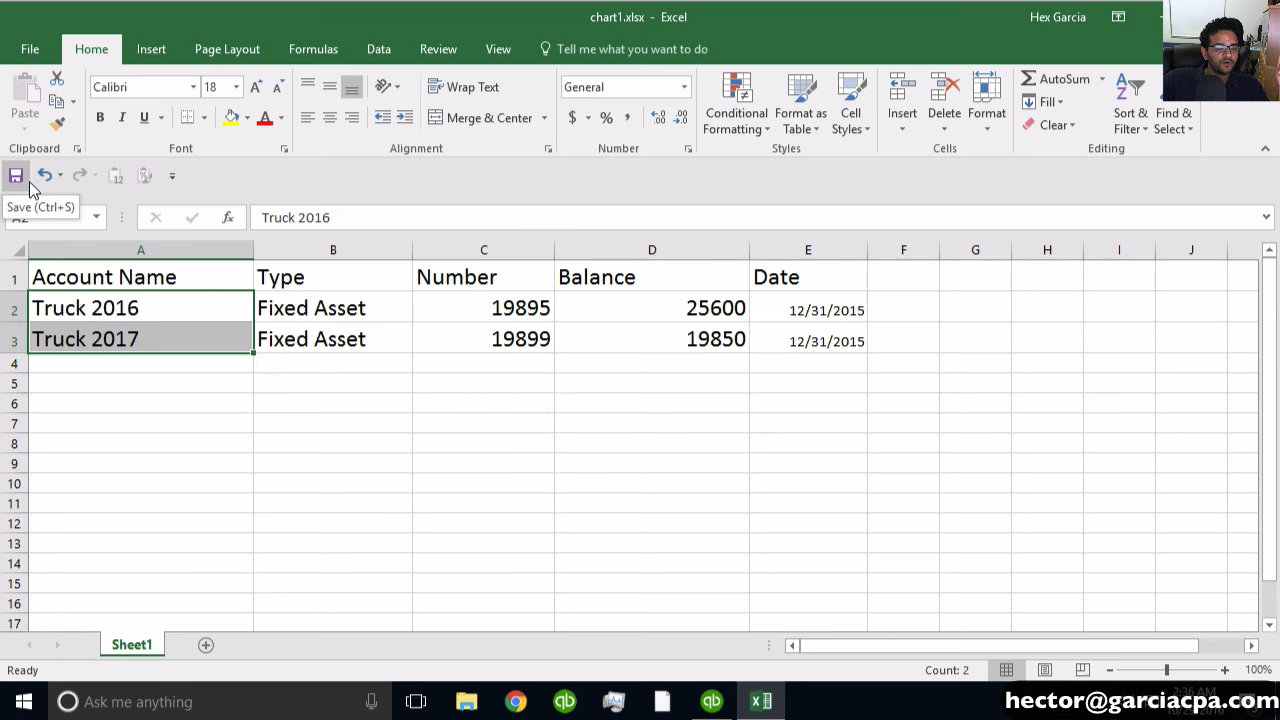 chart1.xlsx - Excel
Hex Garcia
File Home Insert Page Layout Formulas Data Review View Tell me what you want to do
Calibri 18 Wrap Text General AutoSum
Paste B I U Merge & Center $ % , Conditional Formatting Format as Table Cell Styles Insert Delete Format Fill Clear Sort & Filter Find & Select
Clipboard Font Alignment Number Styles Cells Editing
Save (Ctrl+S)
fx Truck 2016
A B C D E F G H I J
1 Account Name Type Number Balance Date
2 Truck 2016 Fixed Asset 19895 25600 12/31/2015
3 Truck 2017 Fixed Asset 19899 19850 12/31/2015
4
5
6
7
8
9
10
11
12
13
14
15
16
17
Sheet1
Ready Count: 2 100%
Ask me anything
hector@garciacpa.com